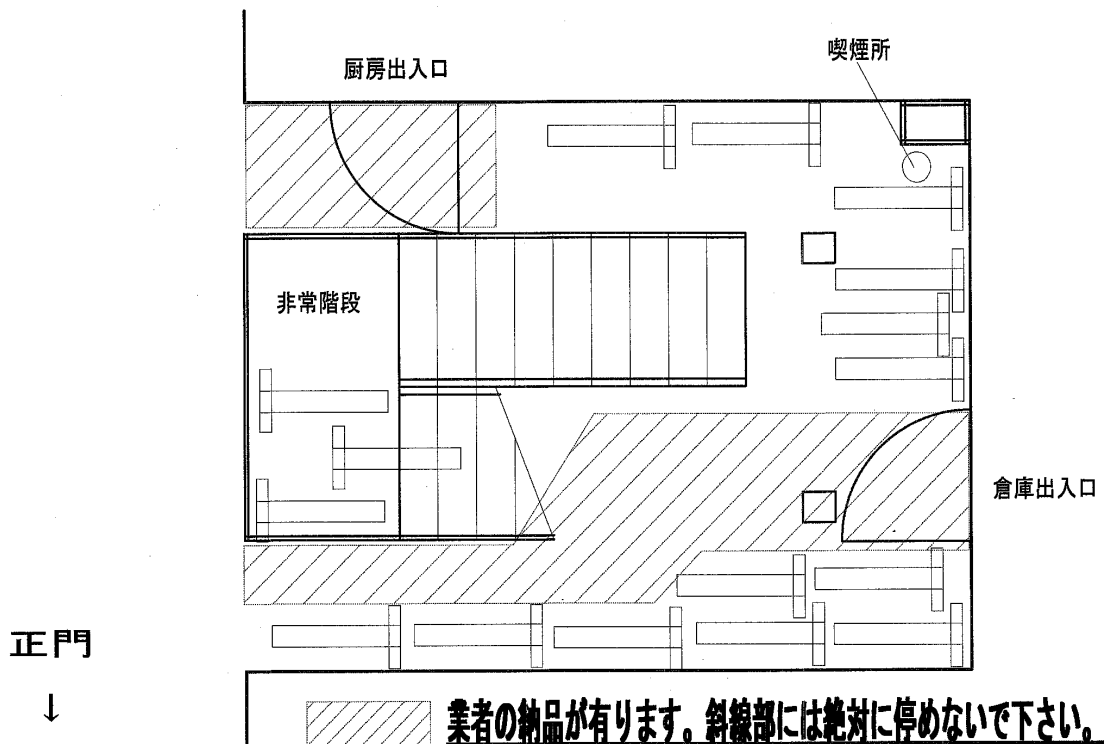 厨房出入口
喫煙所
非常階段
倉庫出入口
正門
↓
業者の納品が有ります。斜線部には絶対に停めないで下さい。